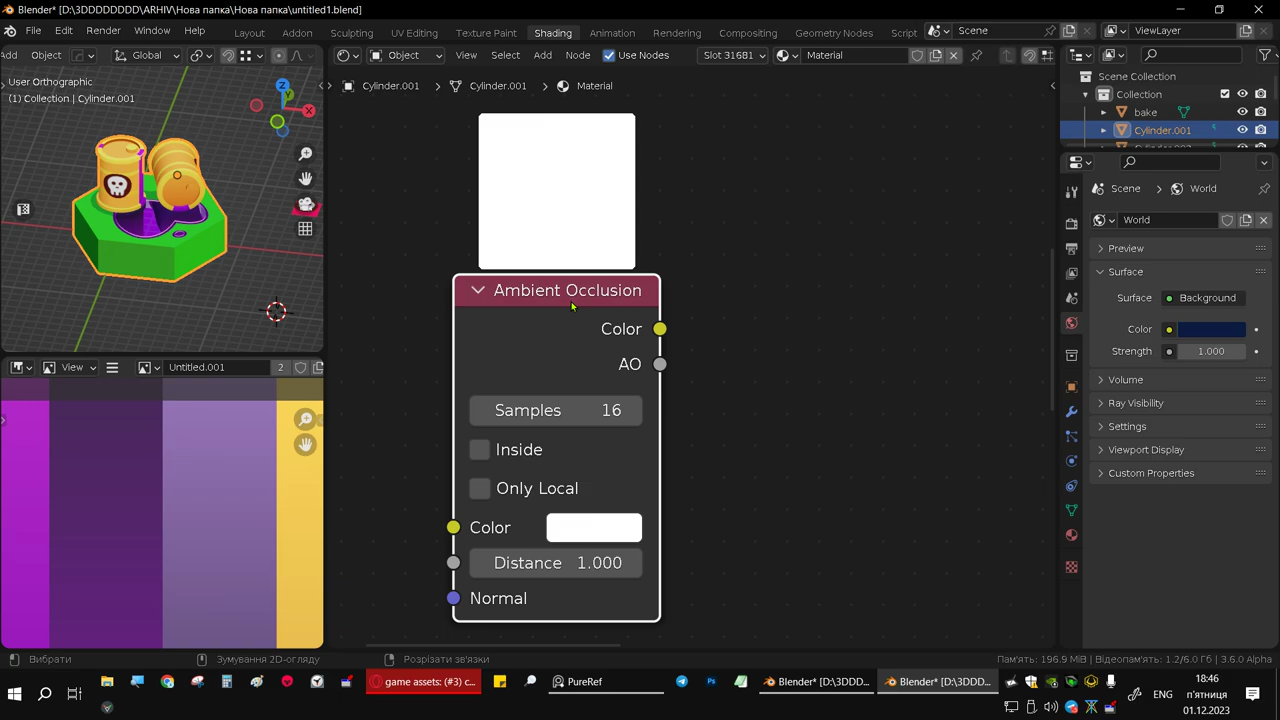 Blender* [D:\3DDDDDDDD\ARHIV\Нова папка\Нова папка\untitled1.blend]
File Edit Render Window Help Layout Modeling Sculpting UV Editing Texture Paint Shading Animation Rendering Compositing Geometry Nodes Scripting Scene ViewLayer
Add Object Global Object View Select Add Node Use Nodes Slot 31681 Material
User Orthographic
(1) Collection | Cylinder.001
Cylinder.001 Cylinder.001 Material
Scene Collection
Collection
bake
Cylinder.001
Scene World
World
Preview
Surface
Surface Background
Color
Strength 1.000
Volume
Ray Visibility
Settings
Viewport Display
Custom Properties
Ambient Occlusion
Color
AO
Samples 16
Inside
Only Local
Color
Distance 1.000
Normal
View Untitled.001 2
Вибрати Зумування 2D-огляду Розрізати зв'язки Пам'ять: 196.9 MiB | Відеопам'ять: 1.2/6.0 Гб | 3.6.0 Alpha
game assets: (#3) c... PureRef Blender* [D:\3DDD... Blender* [D:\3DDD...
ENG
18:46
п'ятниця
01.12.2023